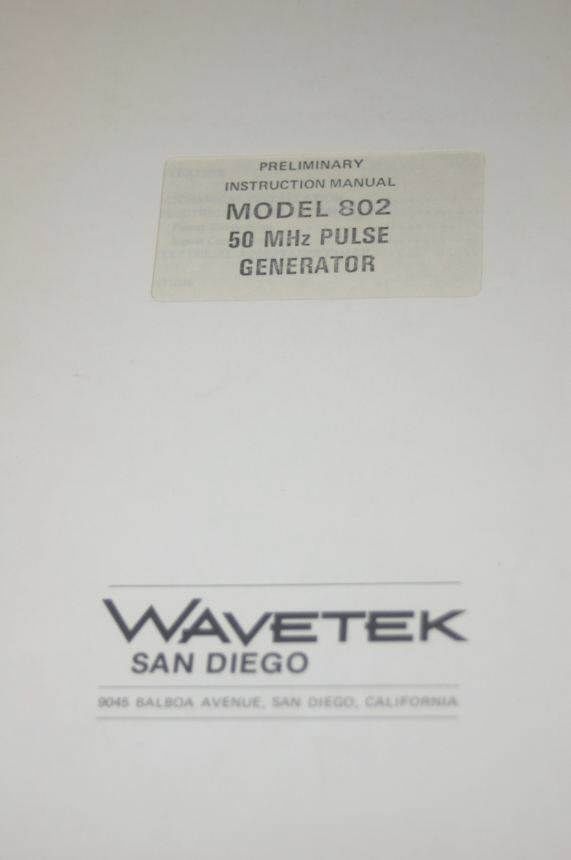 PRELIMINARY
INSTRUCTION MANUAL
MODEL 802
50 MHz PULSE
GENERATOR
WAVETEK
SAN DIEGO
9045 BALBOA AVENUE, SAN DIEGO, CALIFORNIA